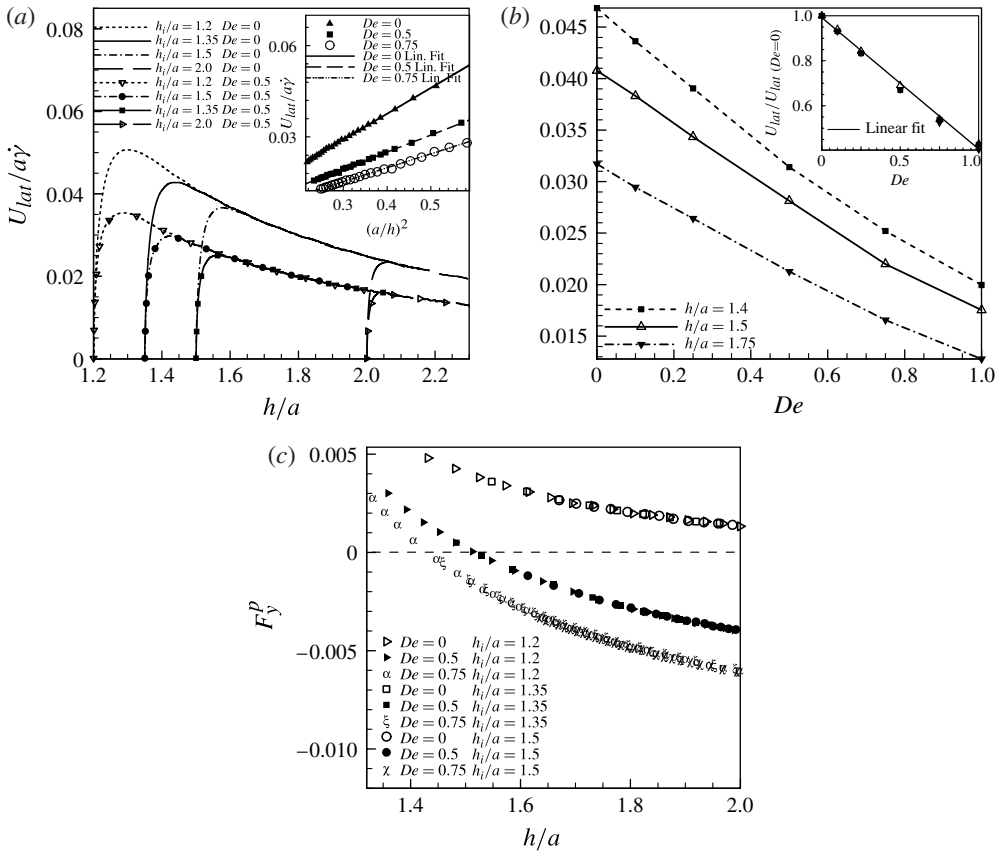 (a)
0.08
0.06
0.04
0.02
0
U_lat/aγ̇
1.2 1.4 1.6 1.8 2.0 2.2
h/a
h_i/a = 1.2 De = 0
h_i/a = 1.35 De = 0
h_i/a = 1.5 De = 0
h_i/a = 2.0 De = 0
h_i/a = 1.2 De = 0.5
h_i/a = 1.5 De = 0.5
h_i/a = 1.35 De = 0.5
h_i/a = 2.0 De = 0.5
De = 0
De = 0.5
De = 0.75
De = 0 Lin. Fit
De = 0.5 Lin. Fit
De = 0.75 Lin. Fit
0.06
0.03
U_lat/aγ̇
0.3 0.4 0.5
(a/h)²
(b)
0.045
0.040
0.035
0.030
0.025
0.020
0.015
0 0.2 0.4 0.6 0.8 1.0
De
h/a = 1.4
h/a = 1.5
h/a = 1.75
1.0
0.8
0.6
U_lat/U_lat (De=0)
Linear fit
0 0.5 1.0
De
(c)
0.005
0
−0.005
−0.010
F_y^p
1.4 1.6 1.8 2.0
h/a
De = 0 h_i/a = 1.2
De = 0.5 h_i/a = 1.2
α De = 0.75 h_i/a = 1.2
De = 0 h_i/a = 1.35
De = 0.5 h_i/a = 1.35
ξ De = 0.75 h_i/a = 1.35
De = 0 h_i/a = 1.5
De = 0.5 h_i/a = 1.5
χ De = 0.75 h_i/a = 1.5